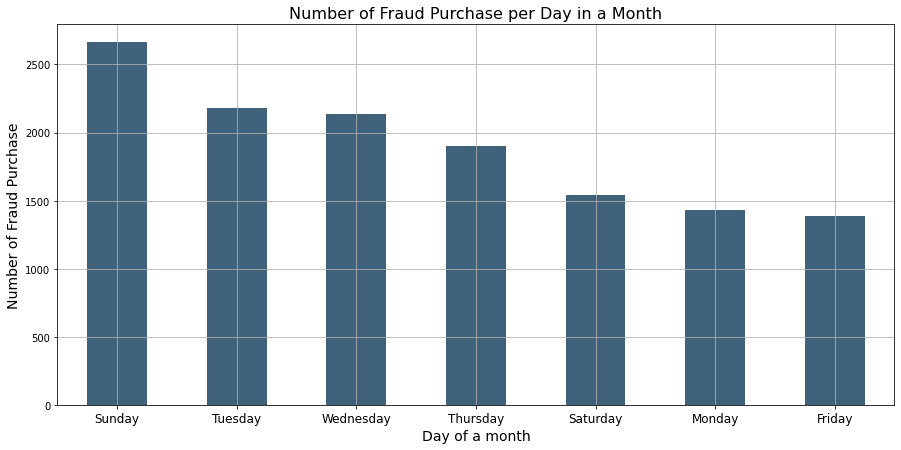 Number of Fraud Purchase per Day in a Month
Number of Fraud Purchase
2500
2000
1500
1000
500
0
Sunday Tuesday Wednesday Thursday Saturday Monday Friday
Day of a month